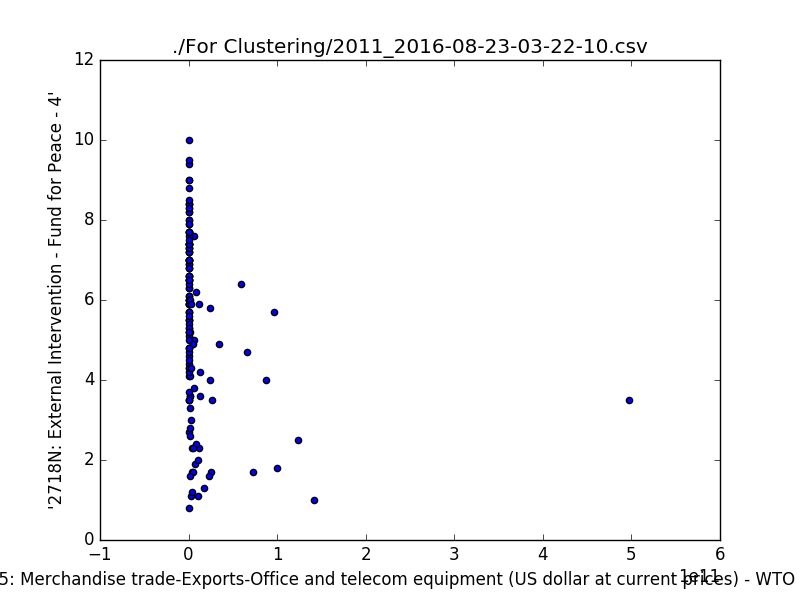 ./For Clustering/2011_2016-08-23-03-22-10.csv
12
10
8
6
4
2
0
'2718N: External Intervention - Fund for Peace - 4'
−1 0 1 2 3 4 5 6
1e11
5: Merchandise trade-Exports-Office and telecom equipment (US dollar at current prices) - WTO